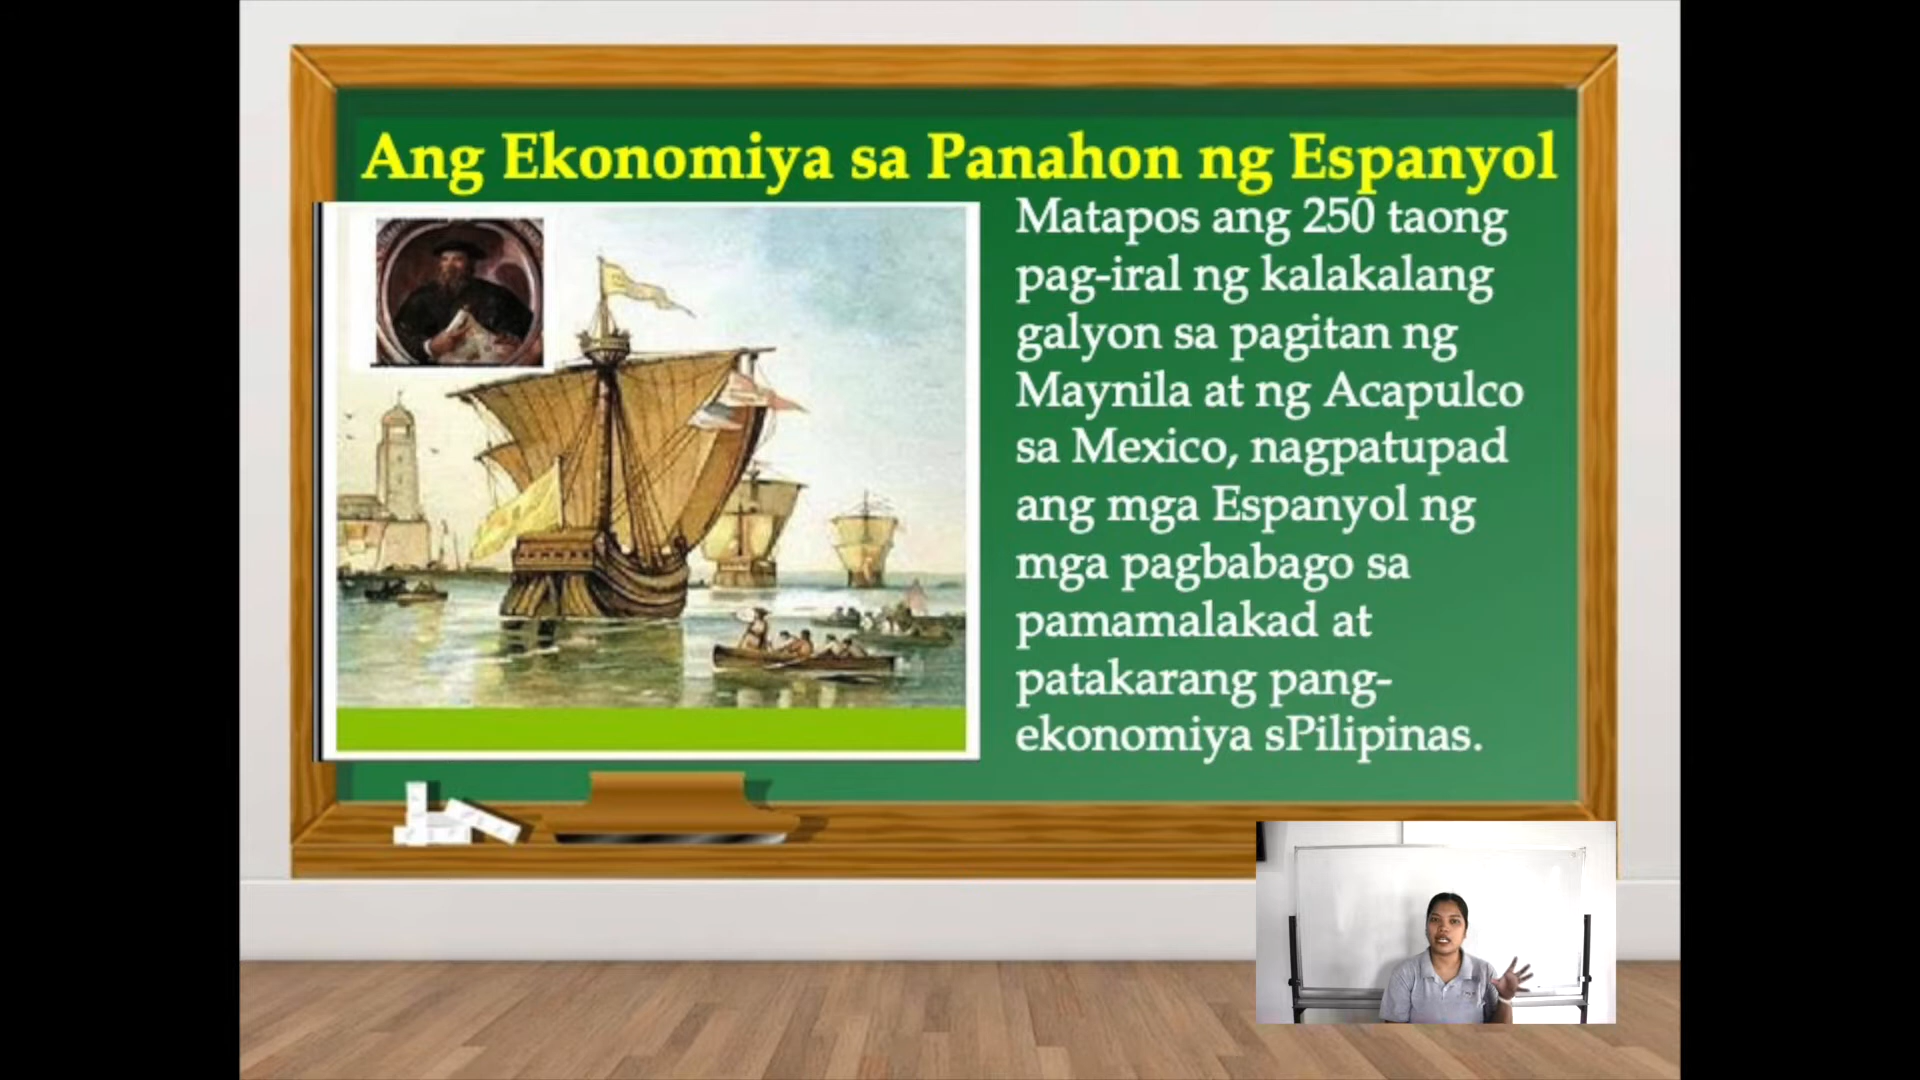 Ang Ekonomiya sa Panahon ng Espanyol
Matapos ang 250 taong
pag-iral ng kalakalang
galyon sa pagitan ng
Maynila at ng Acapulco
sa Mexico, nagpatupad
ang mga Espanyol ng
mga pagbabago sa
pamamalakad at
patakarang pang-
ekonomiya sPilipinas.